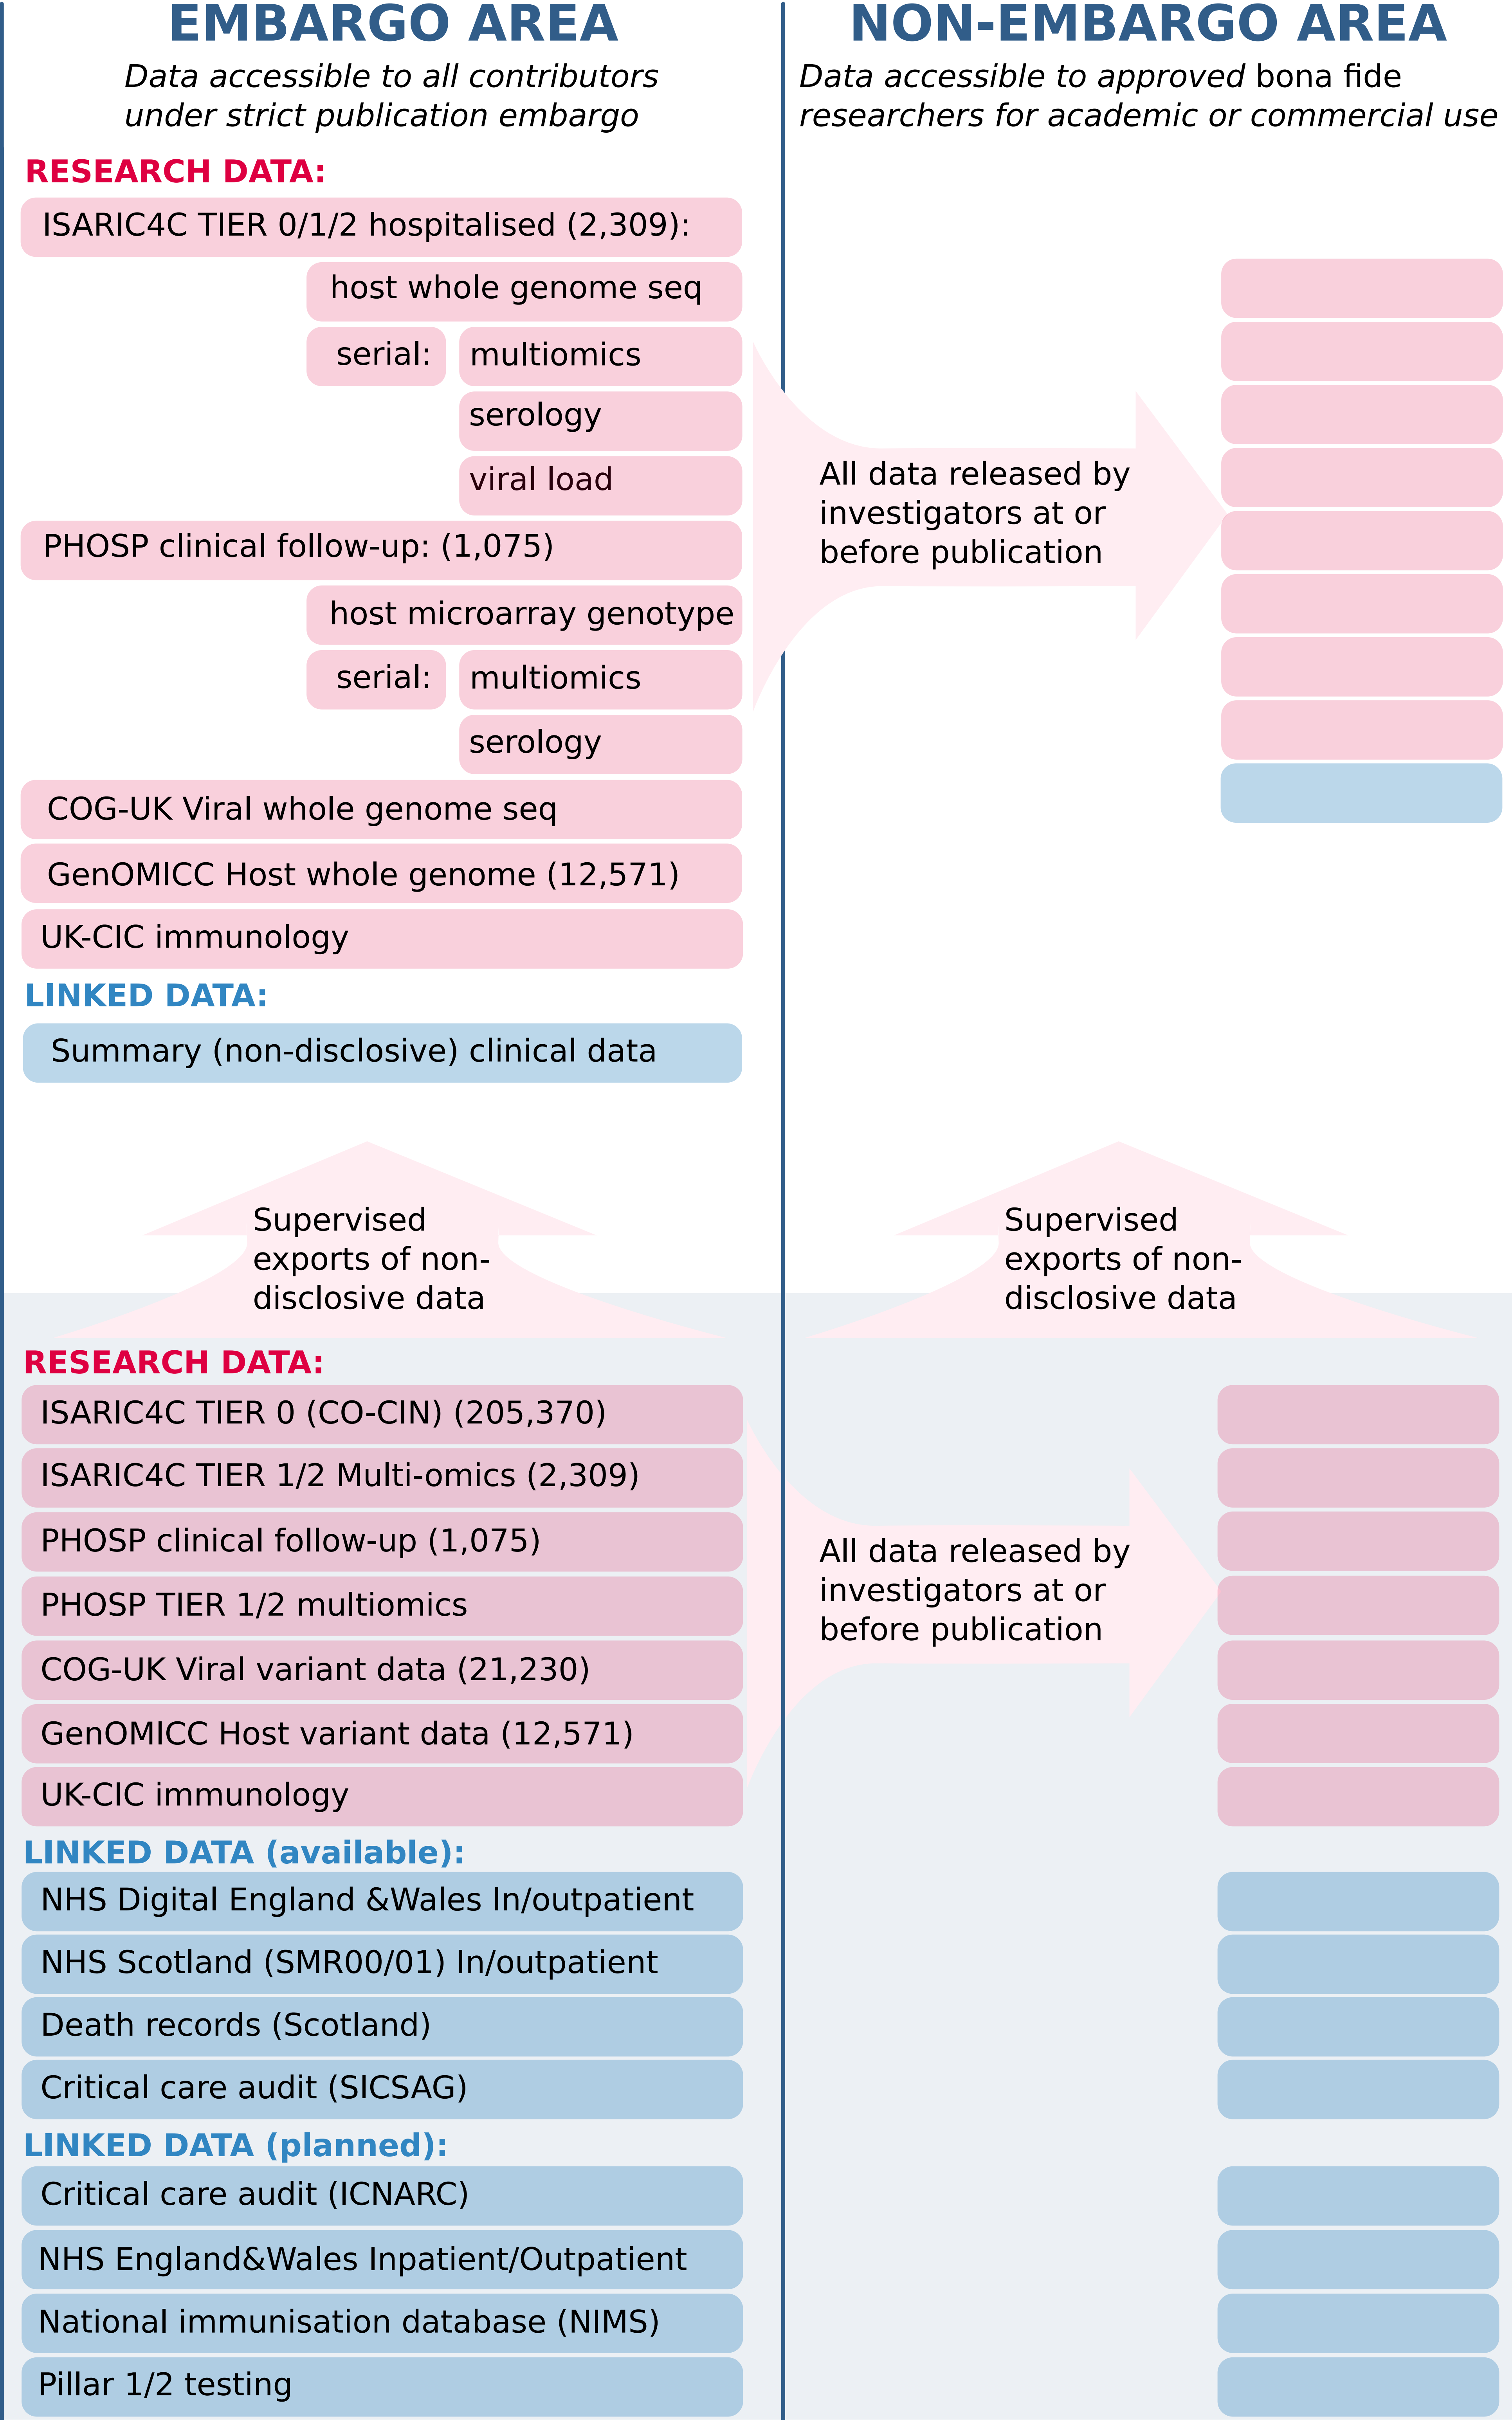 EMBARGO AREA
Data accessible to all contributors
under strict publication embargo
NON-EMBARGO AREA
Data accessible to approved bona fide
researchers for academic or commercial use
RESEARCH DATA:
ISARIC4C TIER 0/1/2 hospitalised (2,309):
host whole genome seq
serial: multiomics
serology
viral load
PHOSP clinical follow-up: (1,075)
host microarray genotype
serial: multiomics
serology
COG-UK Viral whole genome seq
GenOMICC Host whole genome (12,571)
UK-CIC immunology
LINKED DATA:
Summary (non-disclosive) clinical data
All data released by
investigators at or
before publication
Supervised
exports of non-
disclosive data
Supervised
exports of non-
disclosive data
RESEARCH DATA:
ISARIC4C TIER 0 (CO-CIN) (205,370)
ISARIC4C TIER 1/2 Multi-omics (2,309)
PHOSP clinical follow-up (1,075)
PHOSP TIER 1/2 multiomics
COG-UK Viral variant data (21,230)
GenOMICC Host variant data (12,571)
UK-CIC immunology
All data released by
investigators at or
before publication
LINKED DATA (available):
NHS Digital England &Wales In/outpatient
NHS Scotland (SMR00/01) In/outpatient
Death records (Scotland)
Critical care audit (SICSAG)
LINKED DATA (planned):
Critical care audit (ICNARC)
NHS England&Wales Inpatient/Outpatient
National immunisation database (NIMS)
Pillar 1/2 testing